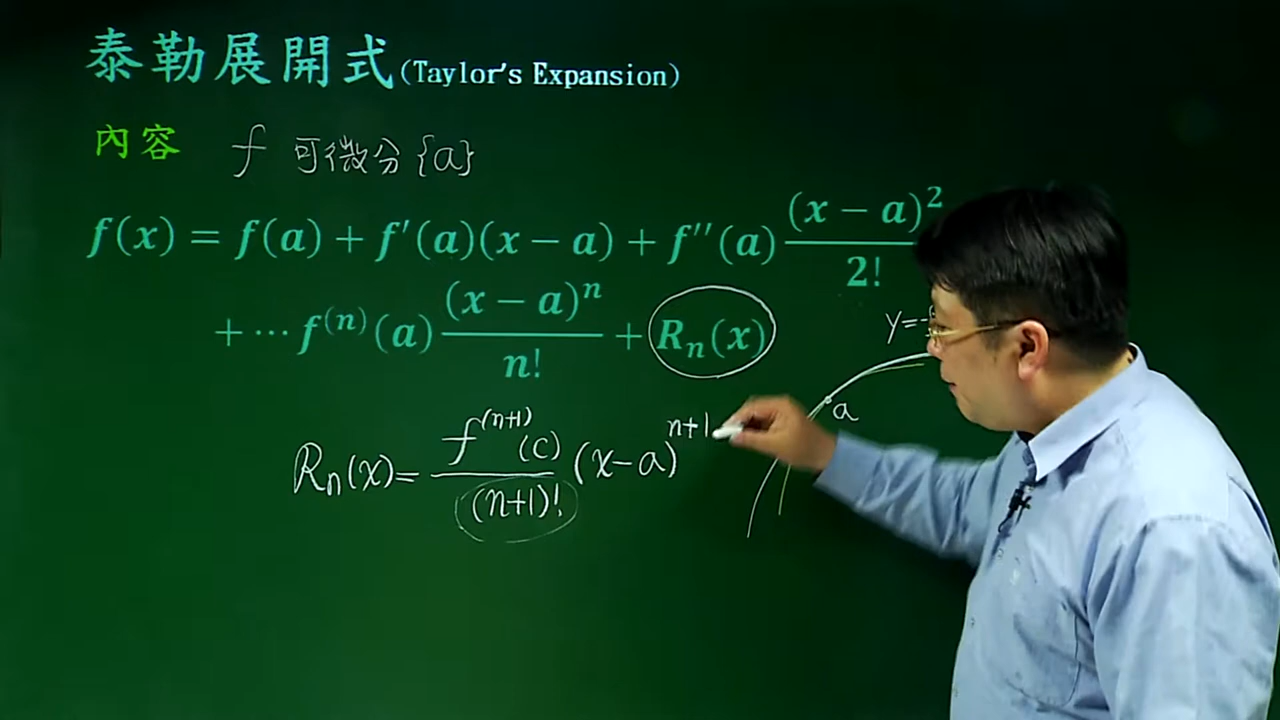 泰勒展開式(Taylor's Expansion)
內容 f 可微分{a}
f(x) = f(a) + f′(a)(x − a) + f″(a) (x − a)² / 2!
+ ⋯ f⁽ⁿ⁾(a) (x − a)ⁿ / n! + Rₙ(x)
y=
a
Rₙ(x)= f⁽ⁿ⁺¹⁾(c) / (n+1)! (x−a)ⁿ⁺¹